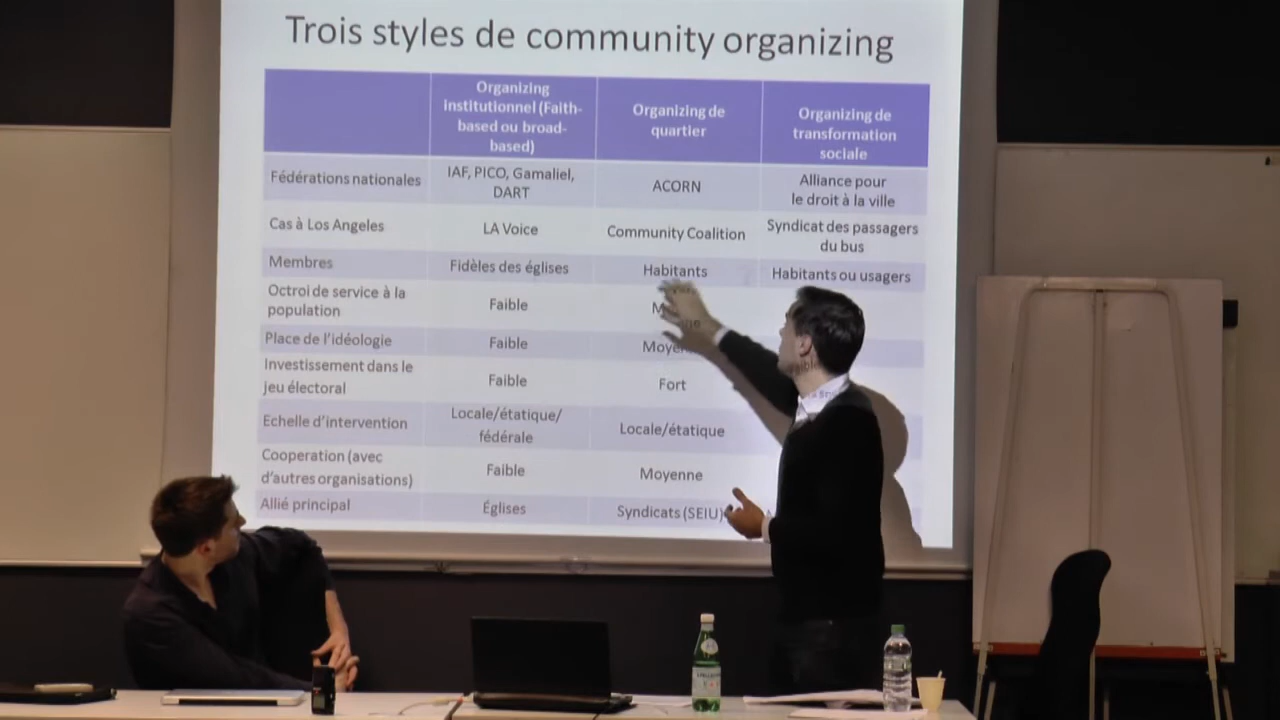 Trois styles de community organizing
Organizing
institutionnel (Faith-
based ou broad-
based)
Organizing de
quartier
Organizing de
transformation
sociale
Fédérations nationales
IAF, PICO, Gamaliel,
DART
ACORN
Alliance pour
le droit à la ville
Cas à Los Angeles
LA Voice
Community Coalition
Syndicat des passagers
du bus
Membres
Fidèles des églises
Habitants
Habitants ou usagers
Octroi de service à la
population
Faible
Place de l'idéologie
Faible
Investissement dans le
jeu électoral
Faible
Fort
Echelle d'intervention
Locale/étatique/
fédérale
Locale/étatique
Cooperation (avec
d'autres organisations)
Faible
Moyenne
Allié principal
Églises
Syndicats (SEIU)